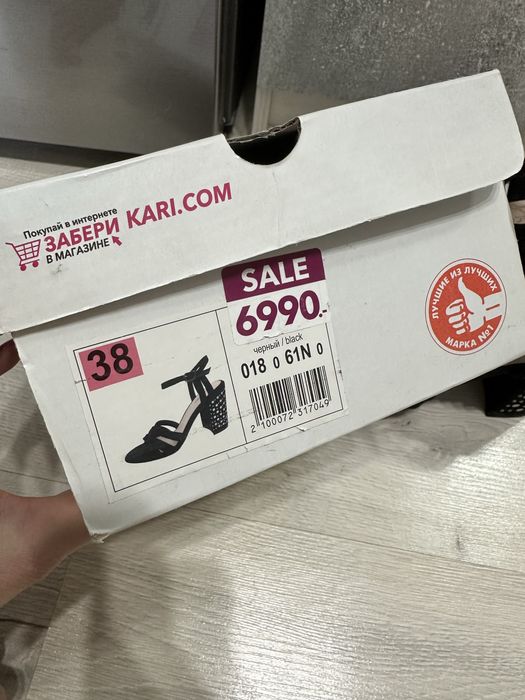 Покупай в интернете
ЗАБЕРИ
В МАГАЗИНЕ
KARI.COM
SALE
6990.-
ЛУЧШИЕ ИЗ ЛУЧШИХ
МАРКА №1
38
черный / black
018 0 61N 0
2 100072 317049